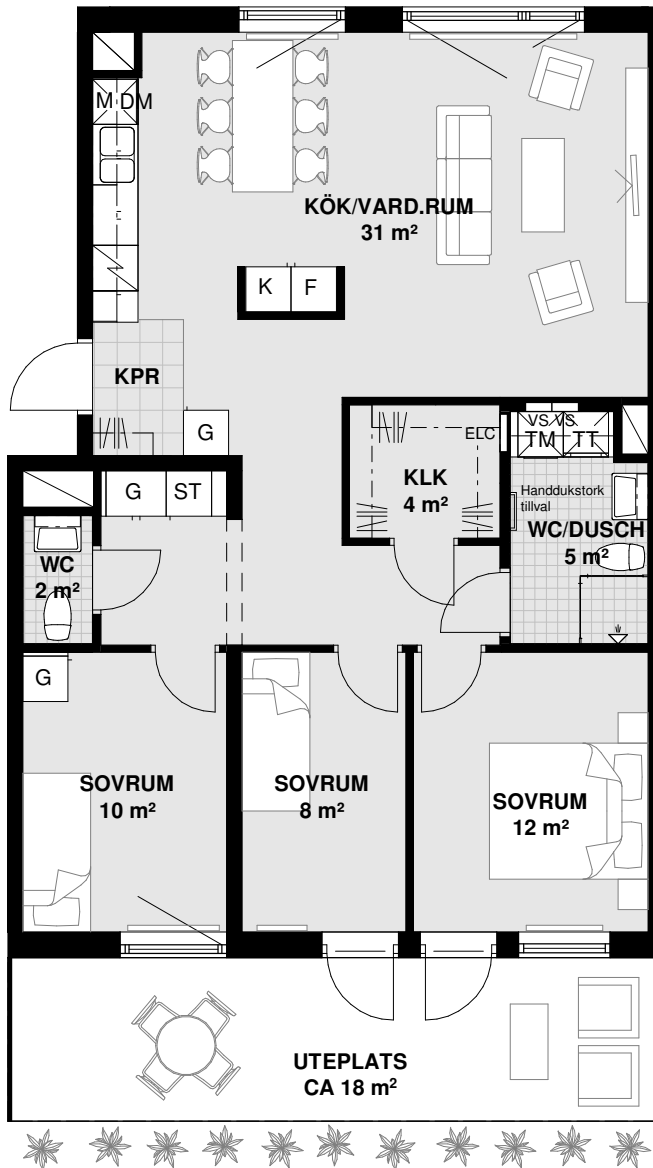 M DM
KÖK/VARD.RUM
31 m²
K F
KPR
G
VS VS
ELC
TM TT
KLK
4 m²
G ST
Handdukstork
tillval
WC/DUSCH
5 m²
WC
2 m²
G
SOVRUM
10 m²
SOVRUM
8 m²
SOVRUM
12 m²
UTEPLATS
CA 18 m²